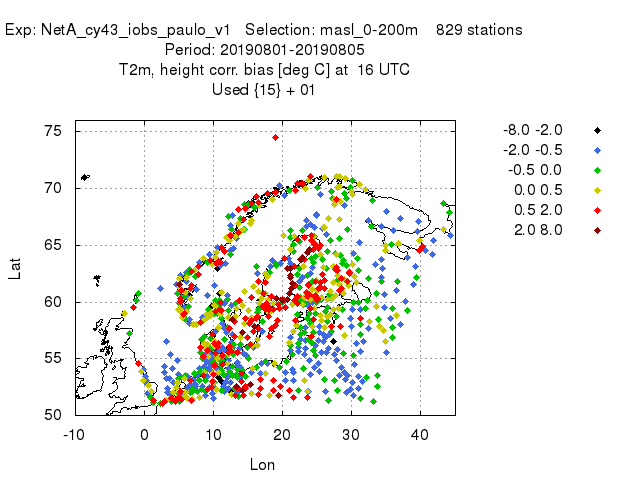 Exp: NetA_cy43_iobs_paulo_v1 Selection: masl_0-200m 829 stations
Period: 20190801-20190805
T2m, height corr. bias [deg C] at 16 UTC
Used {15} + 01
75
70
65
60
55
50
Lat
-10 0 10 20 30 40
Lon
-8.0 -2.0
-2.0 -0.5
-0.5 0.0
0.0 0.5
0.5 2.0
2.0 8.0